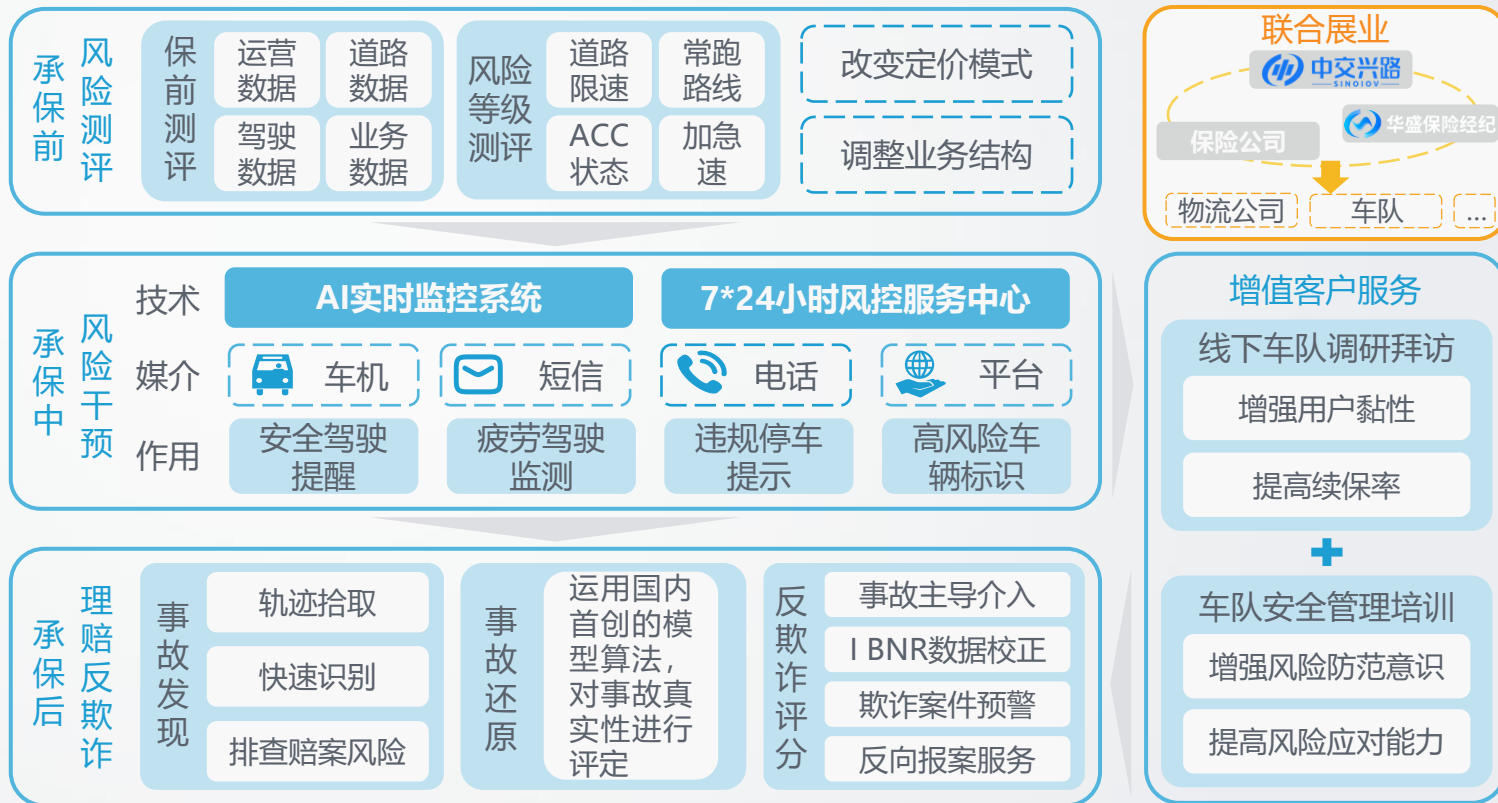 承保前
风险测评
保前测评
运营数据
道路数据
驾驶数据
业务数据
风险等级测评
道路限速
常跑路线
ACC状态
加急速
改变定价模式
调整业务结构
联合展业
中交兴路
SINOIOV
保险公司
华盛保险经纪
物流公司
车队
...
承保中
风险干预
技术
AI实时监控系统
7*24小时风控服务中心
媒介
车机
短信
电话
平台
作用
安全驾驶
提醒
疲劳驾驶
监测
违规停车
提示
高风险车
辆标识
增值客户服务
线下车队调研拜访
增强用户黏性
提高续保率
车队安全管理培训
增强风险防范意识
提高风险应对能力
承保后
理赔反欺诈
事故发现
轨迹拾取
快速识别
排查赔案风险
事故还原
运用国内
首创的模
型算法，
对事故真
实性进行
评定
反欺诈评分
事故主导介入
I BNR数据校正
欺诈案件预警
反向报案服务